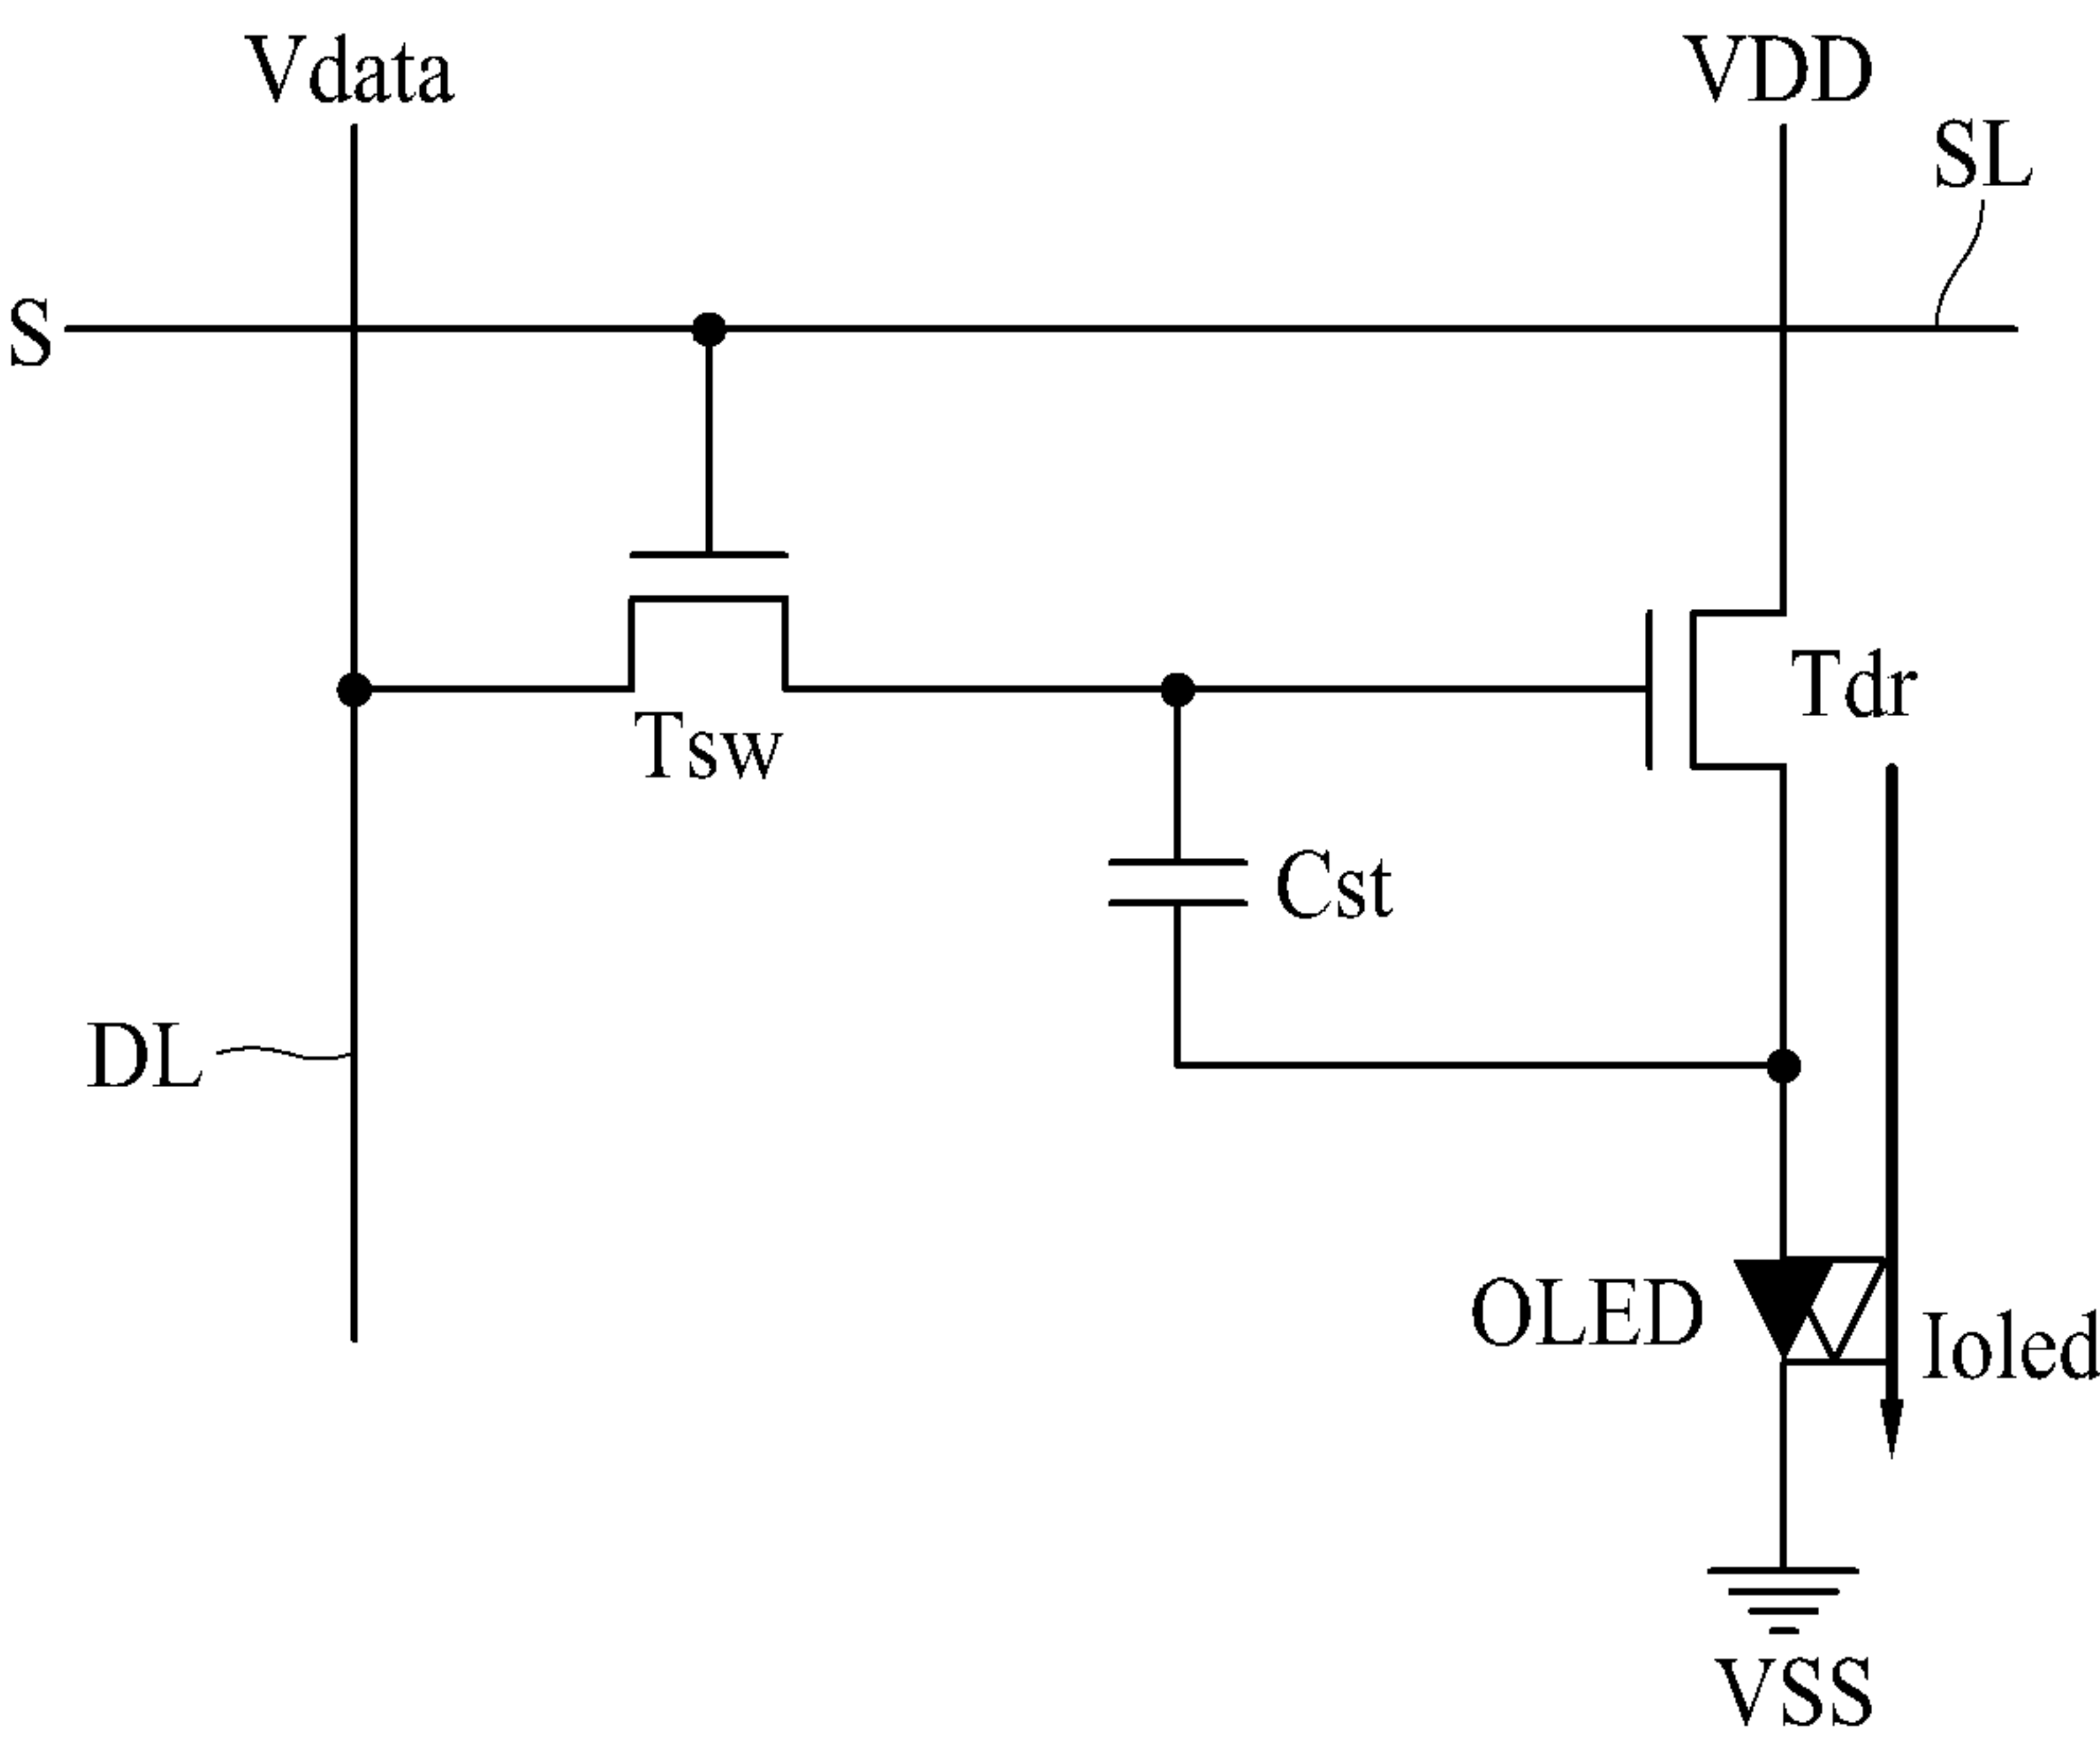 Vdata
VDD
SL
S
Tdr
Tsw
Cst
DL
OLED
Ioled
VSS